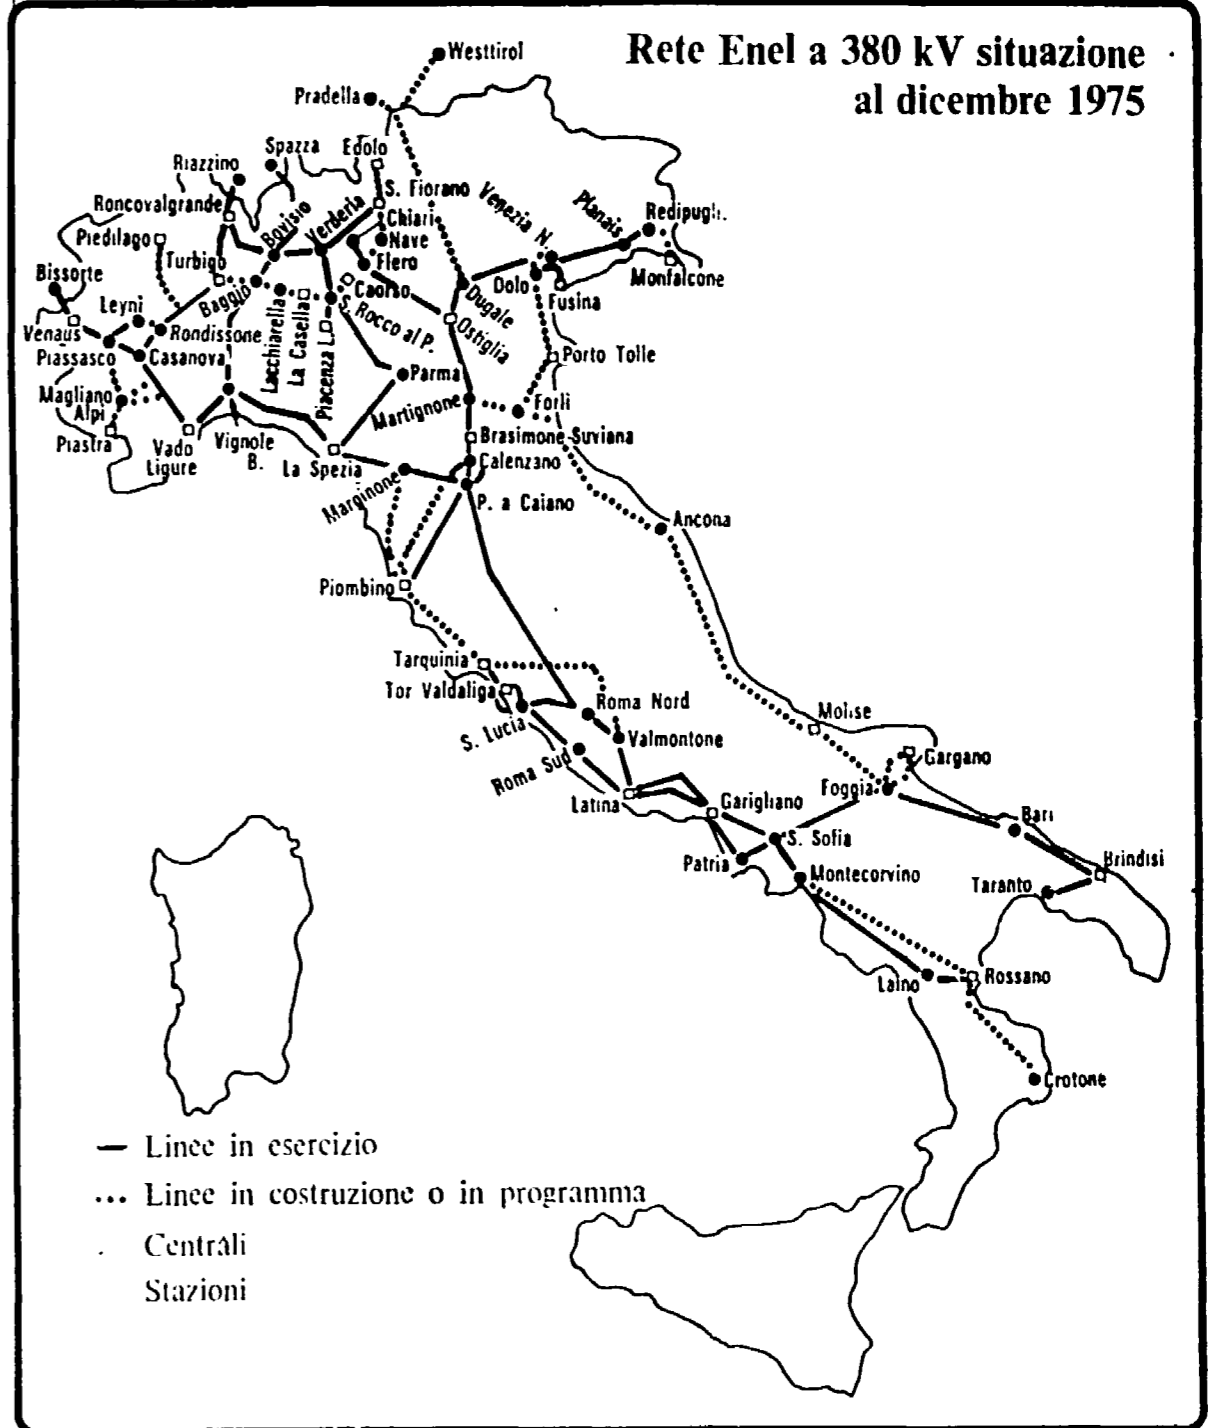 Rete Enel a 380 kV situazione
al dicembre 1975
Westtirol
Pradella
Spazza
Edolo
Riazzino
S. Fiorano
Roncovalgrande
Bovisio
Verderia
Chiari
Venezia N.
Planais
Piedilago
Nave
Turbigo
Flero
Monfalcone
Bissorte
Baggio
Caorso
Dolo
Fusina
Leyni
Dugale
Venaus
Rondissone
Lacchiarella
La Casella
Piacenza L.
S. Rocco al P.
Ostiglia
Piassasco
Casanova
Porto Tolle
Parma
Magliano
Alpi
Martignone
Forlì
Piastra
Vado
Ligure
Vignole
B.
La Spezia
Brasimone-Suviana
Calenzano
Marginone
P. a Caiano
Ancona
Piombino
Tarquinia
Tor Valdaliga
Roma Nord
Molise
S. Lucia
Valmontone
Roma Sud
Gargano
Latina
Garigliano
Foggia
Bari
S. Sofia
Patria
Montecorvino
Taranto
Brindisi
Laino
Rossano
Crotone
Linee in esercizio
Linee in costruzione o in programma
Centrali
Stazioni